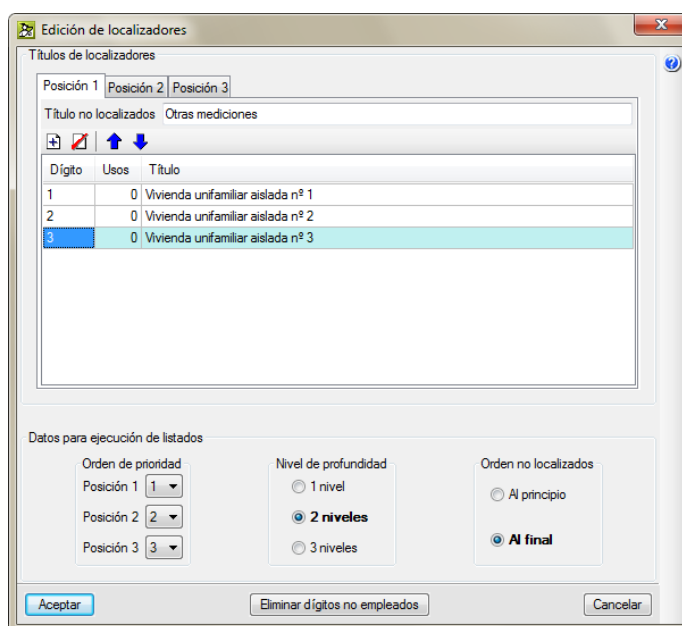 Edición de localizadores
Títulos de localizadores
Posición 1 Posición 2 Posición 3
Título no localizados Otras mediciones
Dígito Usos Título
1 0 Vivienda unifamiliar aislada nº 1
2 0 Vivienda unifamiliar aislada nº 2
3 0 Vivienda unifamiliar aislada nº 3
Datos para ejecución de listados
Orden de prioridad Nivel de profundidad Orden no localizados
Posición 1 1 1 nivel Al principio
Posición 2 2 2 niveles
Posición 3 3 3 niveles Al final
Aceptar Eliminar dígitos no empleados Cancelar